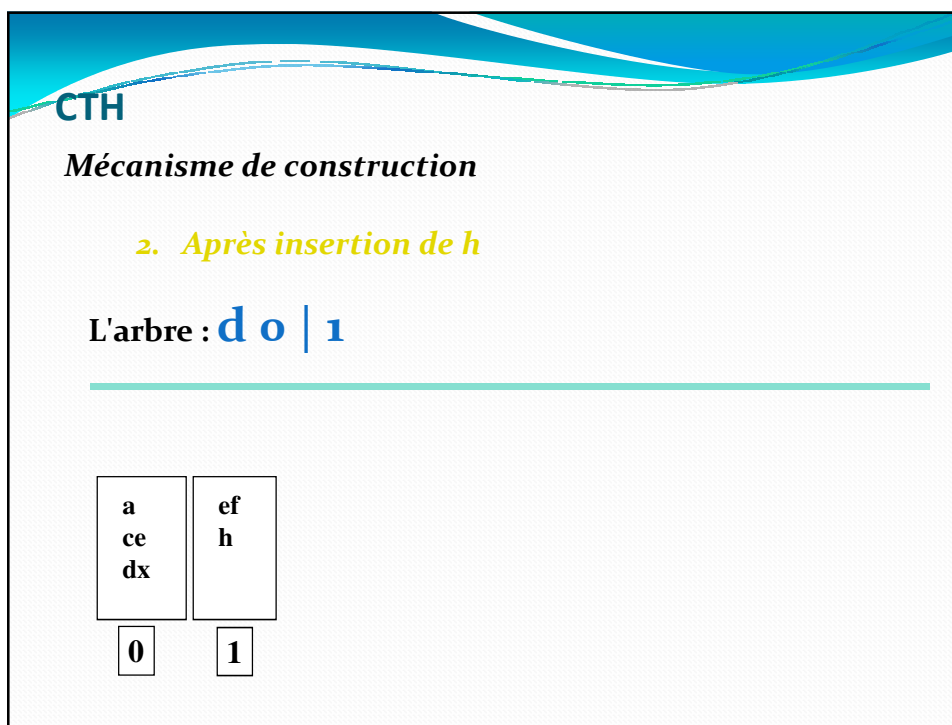 CTH
Mécanisme de construction
2. Après insertion de h
L'arbre : d 0 | 1
a
ce
dx
ef
h
0
1